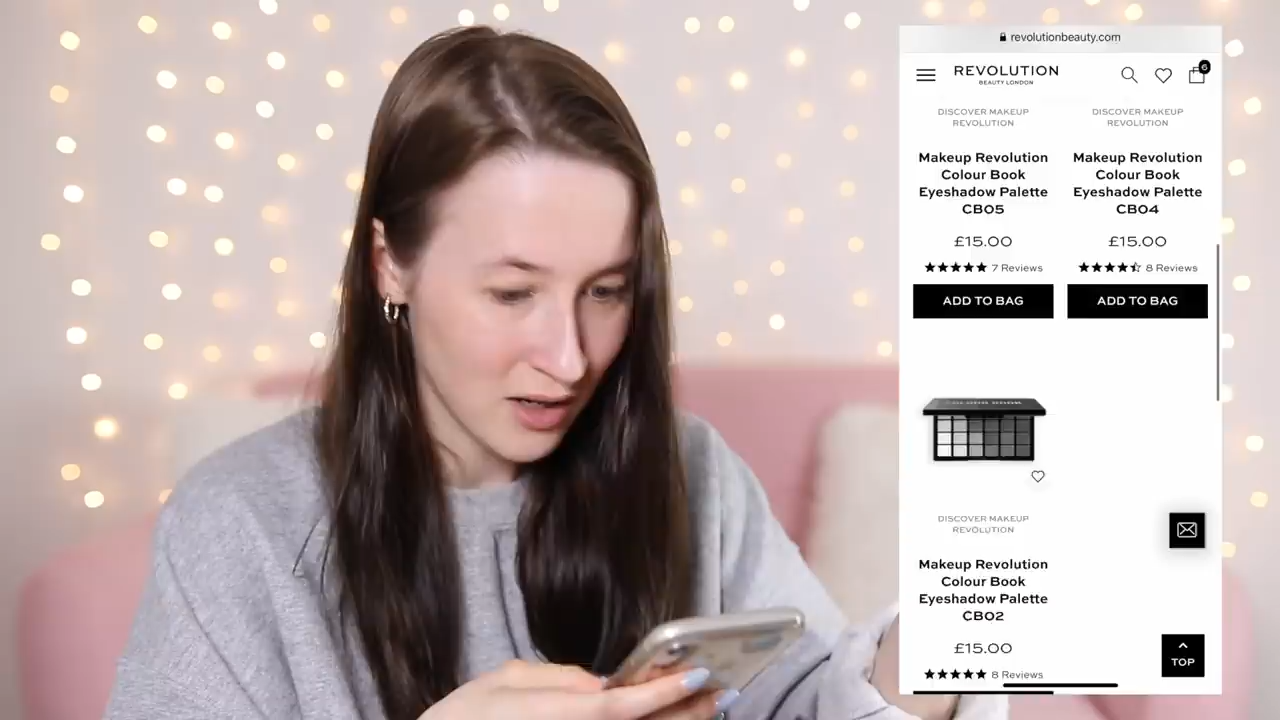 revolutionbeauty.com
REVOLUTION
BEAUTY LONDON
6
DISCOVER MAKEUP
REVOLUTION
Makeup Revolution
Colour Book
Eyeshadow Palette
CB05
£15.00
7 Reviews
ADD TO BAG
DISCOVER MAKEUP
REVOLUTION
Makeup Revolution
Colour Book
Eyeshadow Palette
CB04
£15.00
8 Reviews
ADD TO BAG
COLOUR BOOK
DISCOVER MAKEUP
REVOLUTION
Makeup Revolution
Colour Book
Eyeshadow Palette
CB02
£15.00
8 Reviews
TOP